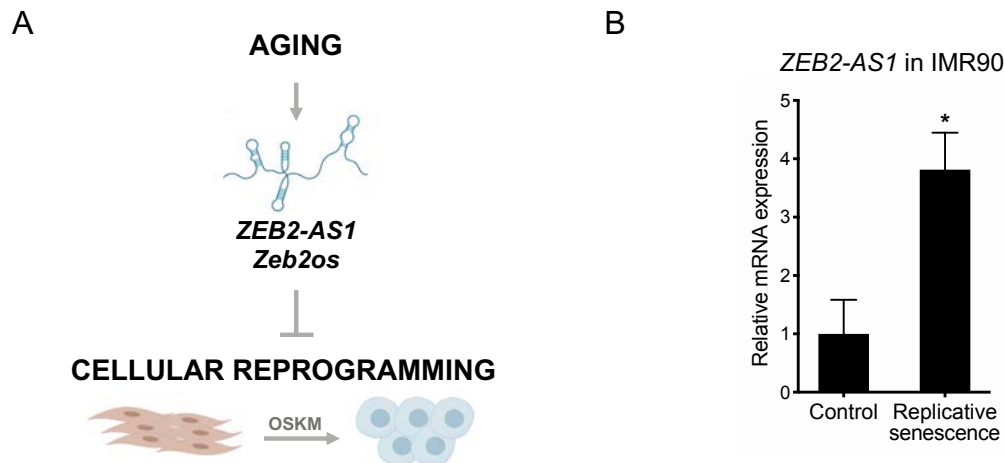 A
AGING
ZEB2-AS1
Zeb2os
CELLULAR REPROGRAMMING
OSKM
B
ZEB2-AS1 in IMR90
Relative mRNA expression
5
4
3
2
1
0
*
Control
Replicative
senescence